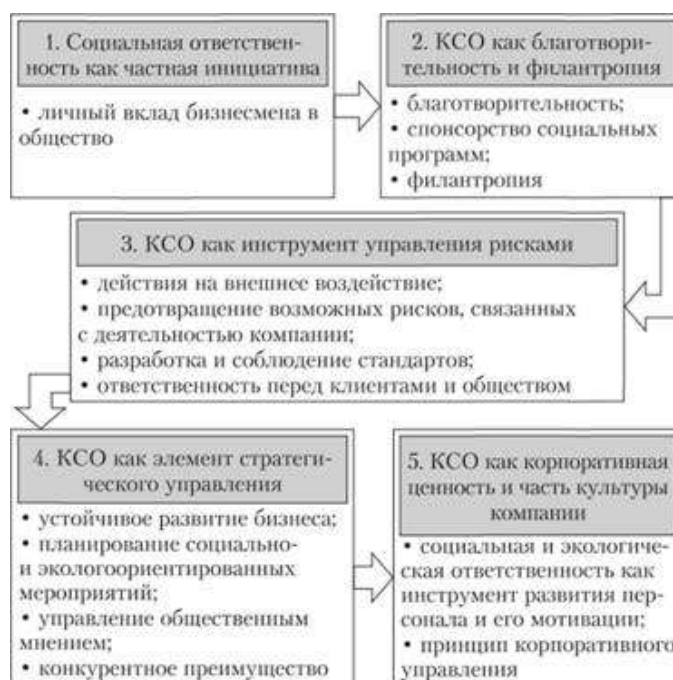 1. Социальная ответствен-
ность как частная инициатива
• личный вклад бизнесмена в
общество
2. КСО как благотвори-
тельность и филантропия
• благотворительность;
• спонсорство социальных
программ;
• филантропия
3. КСО как инструмент управления рисками
• действия на внешнее воздействие;
• предотвращение возможных рисков, связанных
с деятельностью компании;
• разработка и соблюдение стандартов;
• ответственность перед клиентами и обществом
4. КСО как элемент стратеги-
ческого управления
• устойчивое развитие бизнеса;
• планирование социально-
и экологоориентированных
мероприятий;
• управление общественным
мнением;
• конкурентное преимущество
5. КСО как корпоративная
ценность и часть культуры
компании
• социальная и экологиче-
ская ответственность как
инструмент развития пер-
сонала и его мотивации;
• принцип корпоративного
управления